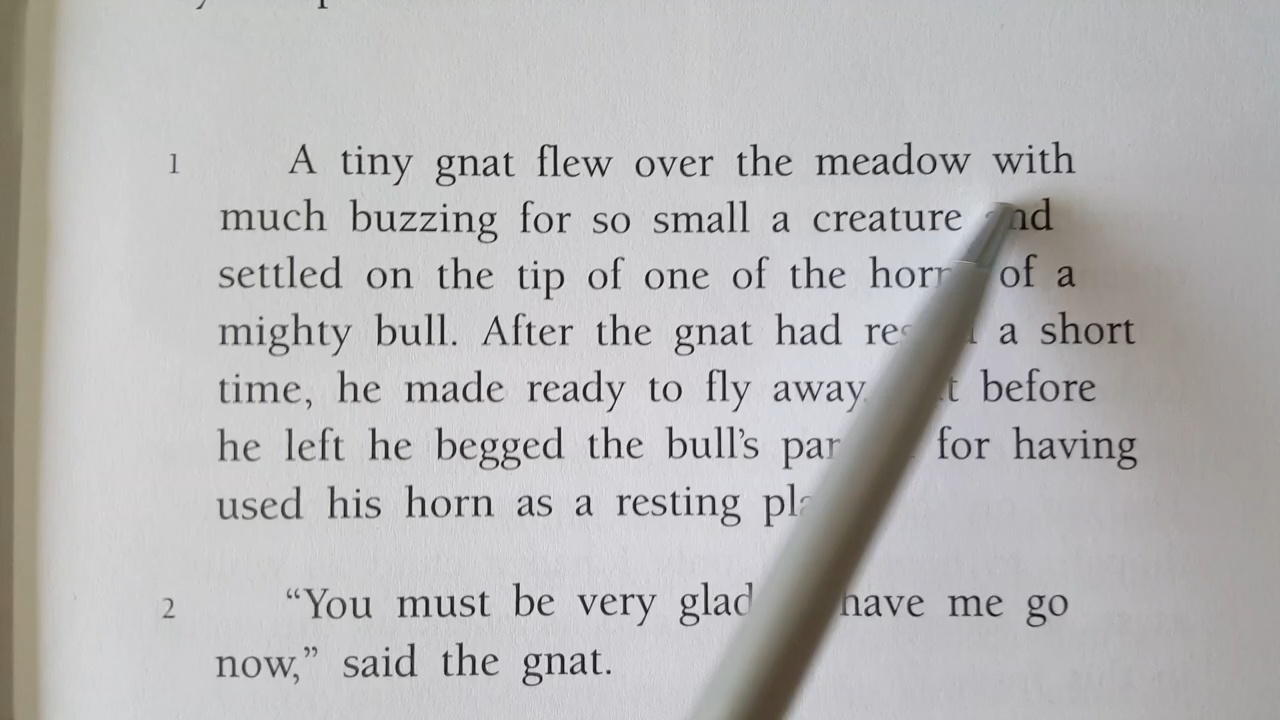 1 A tiny gnat flew over the meadow with
much buzzing for so small a creature and
settled on the tip of one of the of a
mighty bull. After the gnat had a short
time, he made ready to fly away before
he left he begged the bull’s for having
used his horn as a resting
2 “You must be very glad have me go
now,” said the gnat.